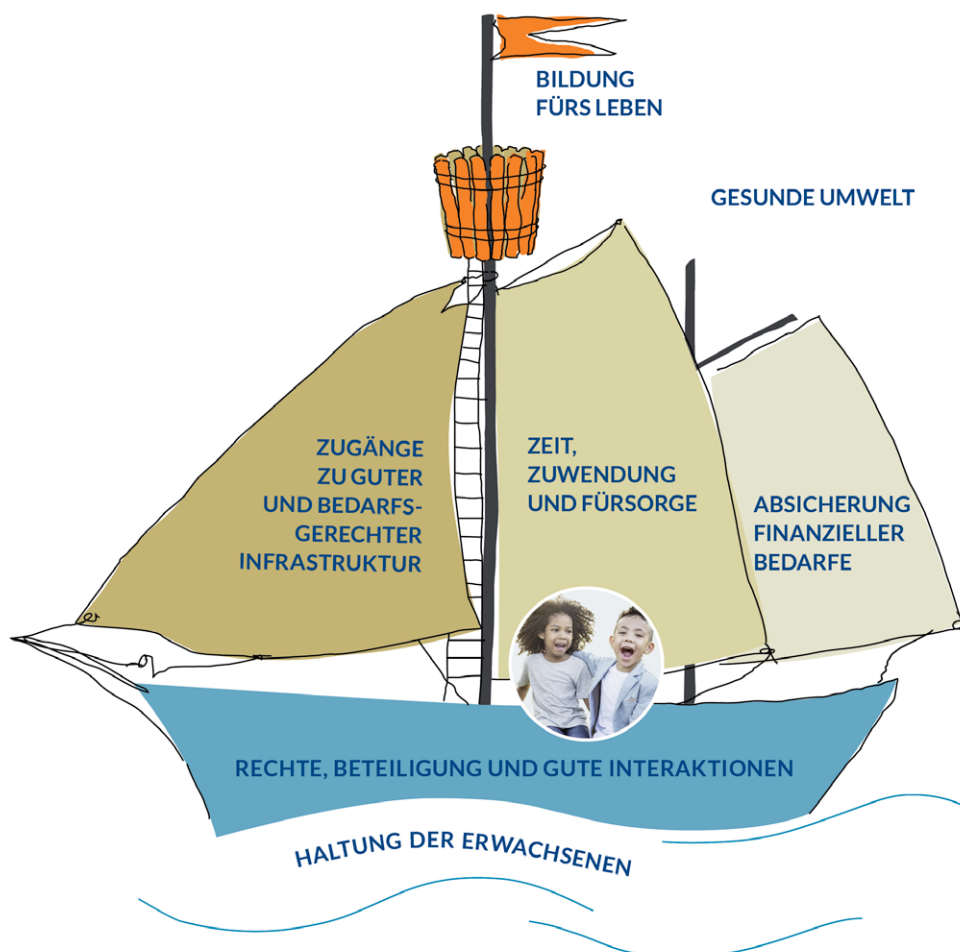 BILDUNG
FÜRS LEBEN
GESUNDE UMWELT
ZUGÄNGE
ZU GUTER
UND BEDARFS-
GERECHTER
INFRASTRUKTUR
ZEIT,
ZUWENDUNG
UND FÜRSORGE
ABSICHERUNG
FINANZIELLER
BEDARFE
RECHTE, BETEILIGUNG UND GUTE INTERAKTIONEN
HALTUNG DER ERWACHSENEN